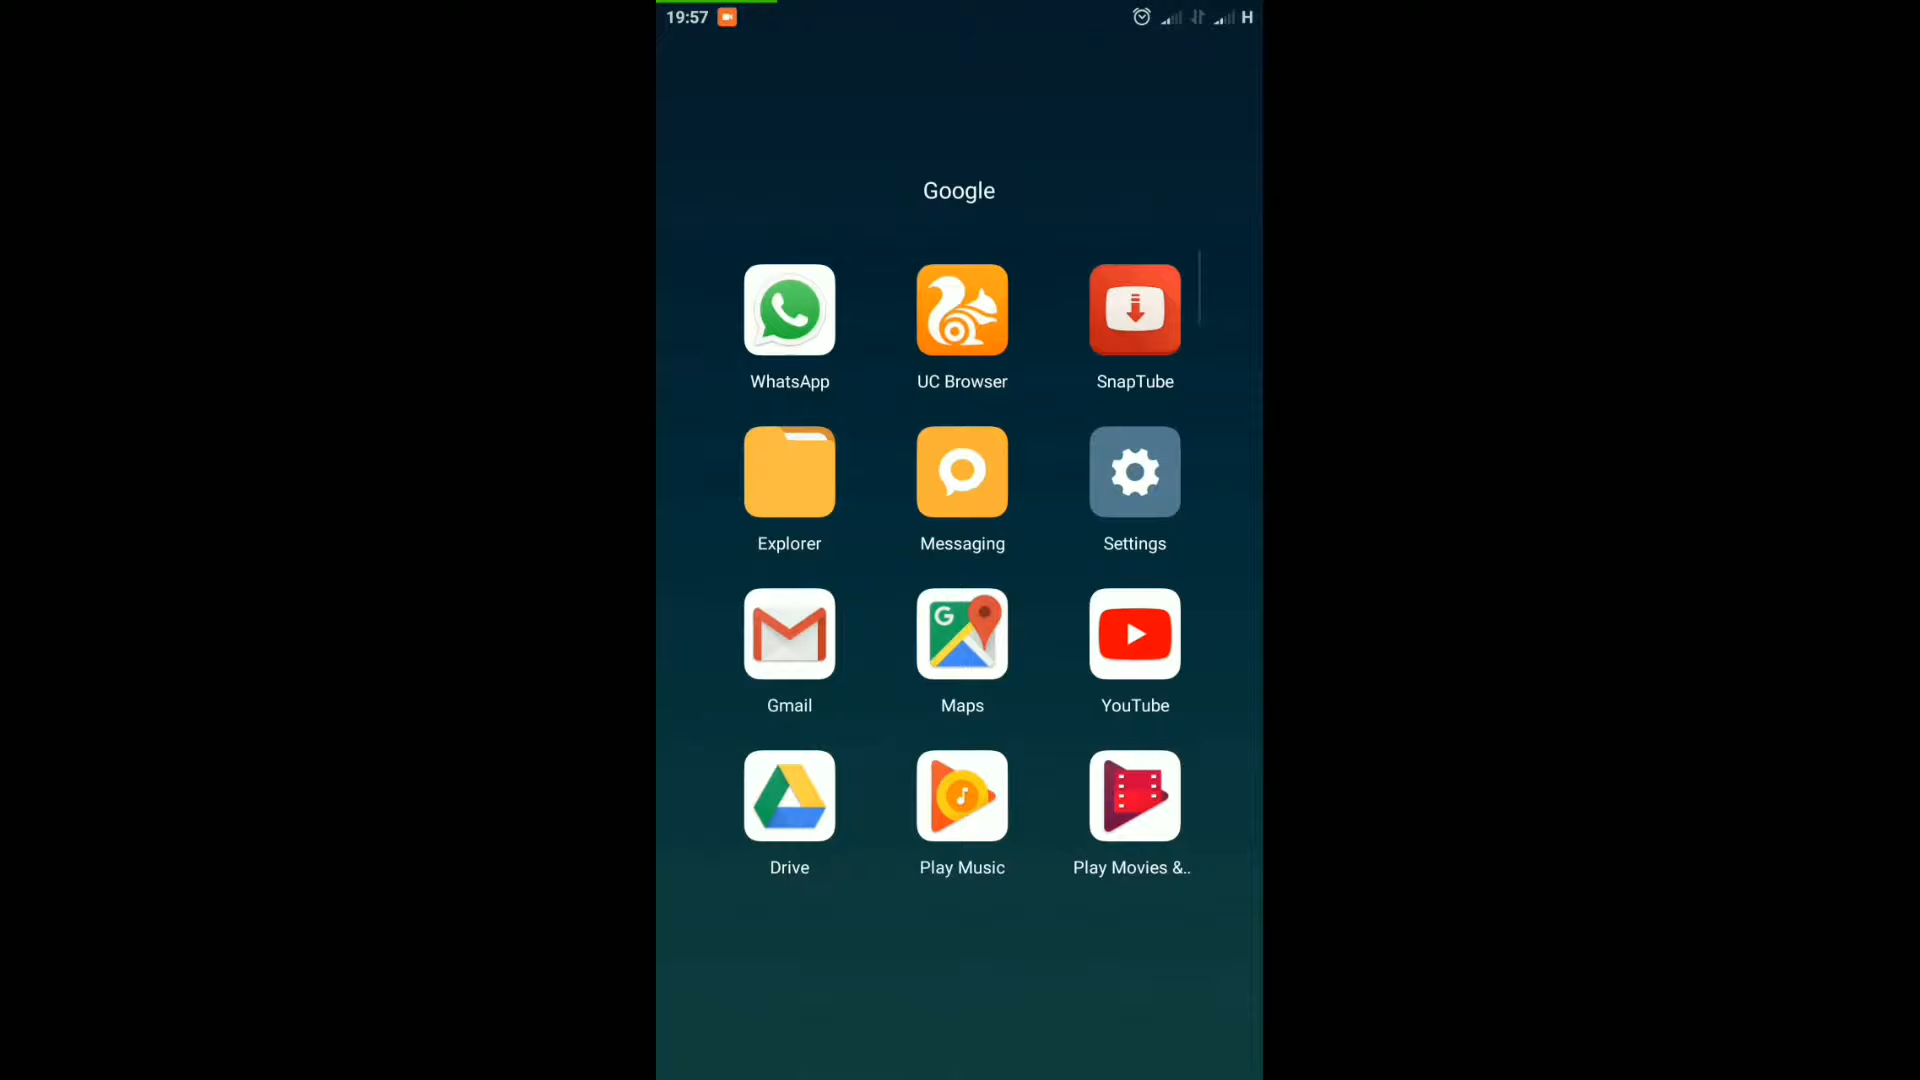 19:57
H
Google
WhatsApp
UC Browser
SnapTube
Explorer
Messaging
Settings
G
Gmail
Maps
YouTube
Drive
Play Music
Play Movies &..